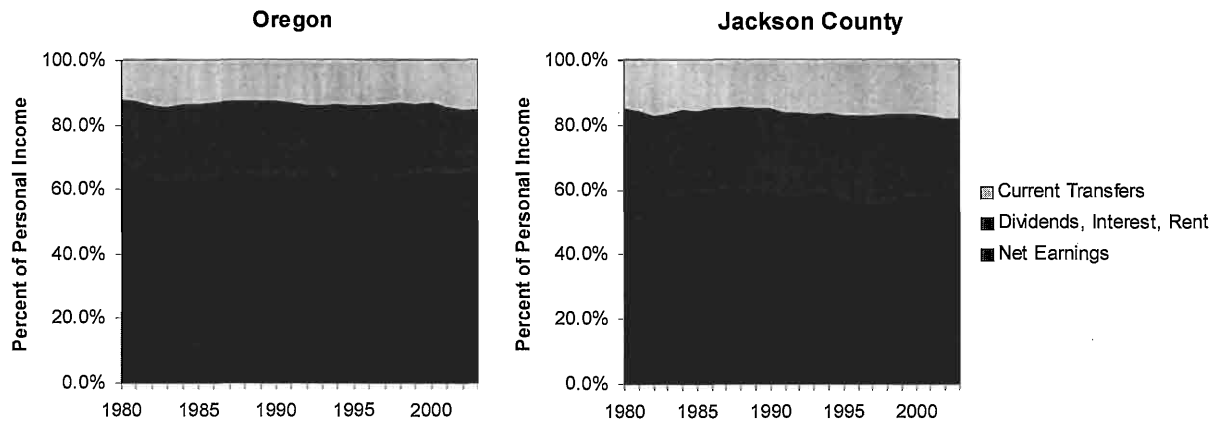 Oregon
Percent of Personal Income
100.0%
80.0%
60.0%
40.0%
20.0%
0.0%
1980 1985 1990 1995 2000
Jackson County
Percent of Personal Income
100.0%
80.0%
60.0%
40.0%
20.0%
0.0%
1980 1985 1990 1995 2000
Current Transfers
Dividends, Interest, Rent
Net Earnings